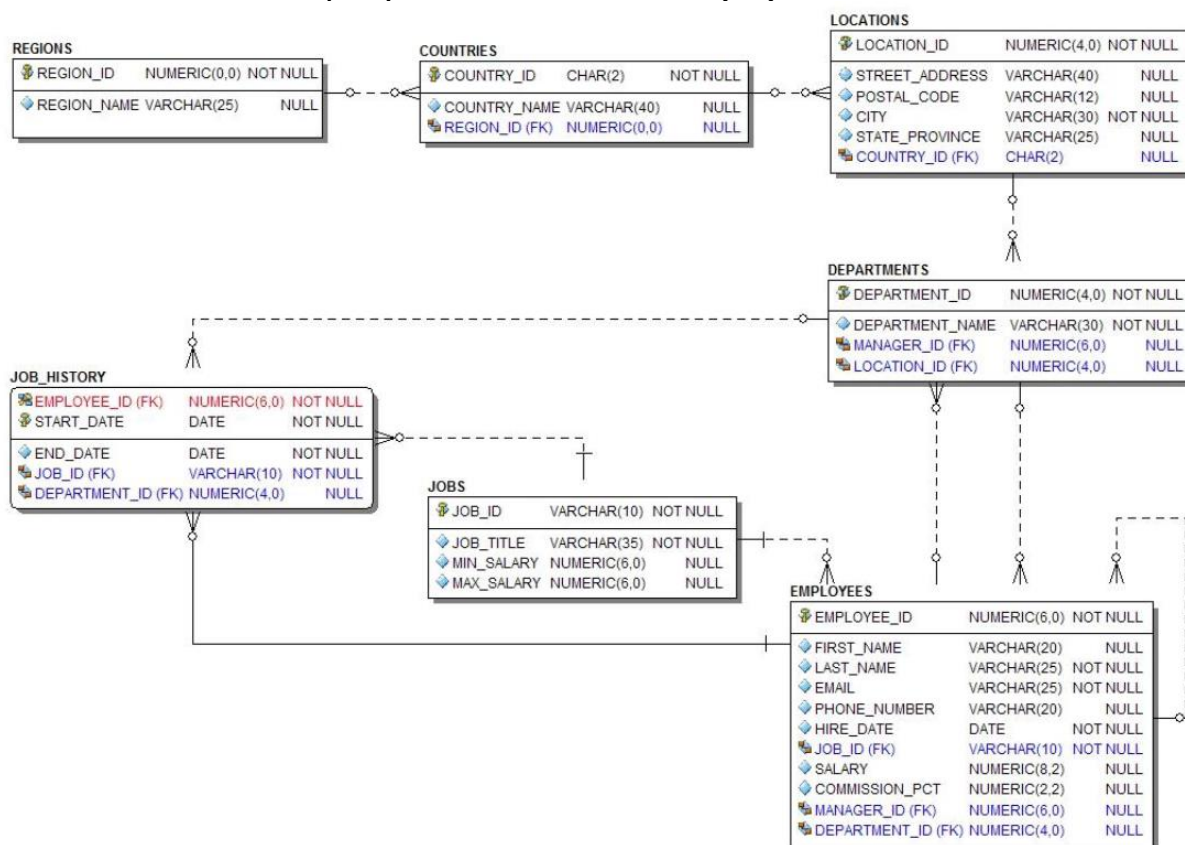 REGIONS
REGION_ID NUMERIC(0,0) NOT NULL
REGION_NAME VARCHAR(25) NULL
COUNTRIES
COUNTRY_ID CHAR(2) NOT NULL
COUNTRY_NAME VARCHAR(40) NULL
REGION_ID (FK) NUMERIC(0,0) NULL
LOCATIONS
LOCATION_ID NUMERIC(4,0) NOT NULL
STREET_ADDRESS VARCHAR(40) NULL
POSTAL_CODE VARCHAR(12) NULL
CITY VARCHAR(30) NOT NULL
STATE_PROVINCE VARCHAR(25) NULL
COUNTRY_ID (FK) CHAR(2) NULL
DEPARTMENTS
DEPARTMENT_ID NUMERIC(4,0) NOT NULL
DEPARTMENT_NAME VARCHAR(30) NOT NULL
MANAGER_ID (FK) NUMERIC(6,0) NULL
LOCATION_ID (FK) NUMERIC(4,0) NULL
JOB_HISTORY
EMPLOYEE_ID (FK) NUMERIC(6,0) NOT NULL
START_DATE DATE NOT NULL
END_DATE DATE NOT NULL
JOB_ID (FK) VARCHAR(10) NOT NULL
DEPARTMENT_ID (FK) NUMERIC(4,0) NULL
JOBS
JOB_ID VARCHAR(10) NOT NULL
JOB_TITLE VARCHAR(35) NOT NULL
MIN_SALARY NUMERIC(6,0) NULL
MAX_SALARY NUMERIC(6,0) NULL
EMPLOYEES
EMPLOYEE_ID NUMERIC(6,0) NOT NULL
FIRST_NAME VARCHAR(20) NULL
LAST_NAME VARCHAR(25) NOT NULL
EMAIL VARCHAR(25) NOT NULL
PHONE_NUMBER VARCHAR(20) NULL
HIRE_DATE DATE NOT NULL
JOB_ID (FK) VARCHAR(10) NOT NULL
SALARY NUMERIC(8,2) NULL
COMMISSION_PCT NUMERIC(2,2) NULL
MANAGER_ID (FK) NUMERIC(6,0) NULL
DEPARTMENT_ID (FK) NUMERIC(4,0) NULL